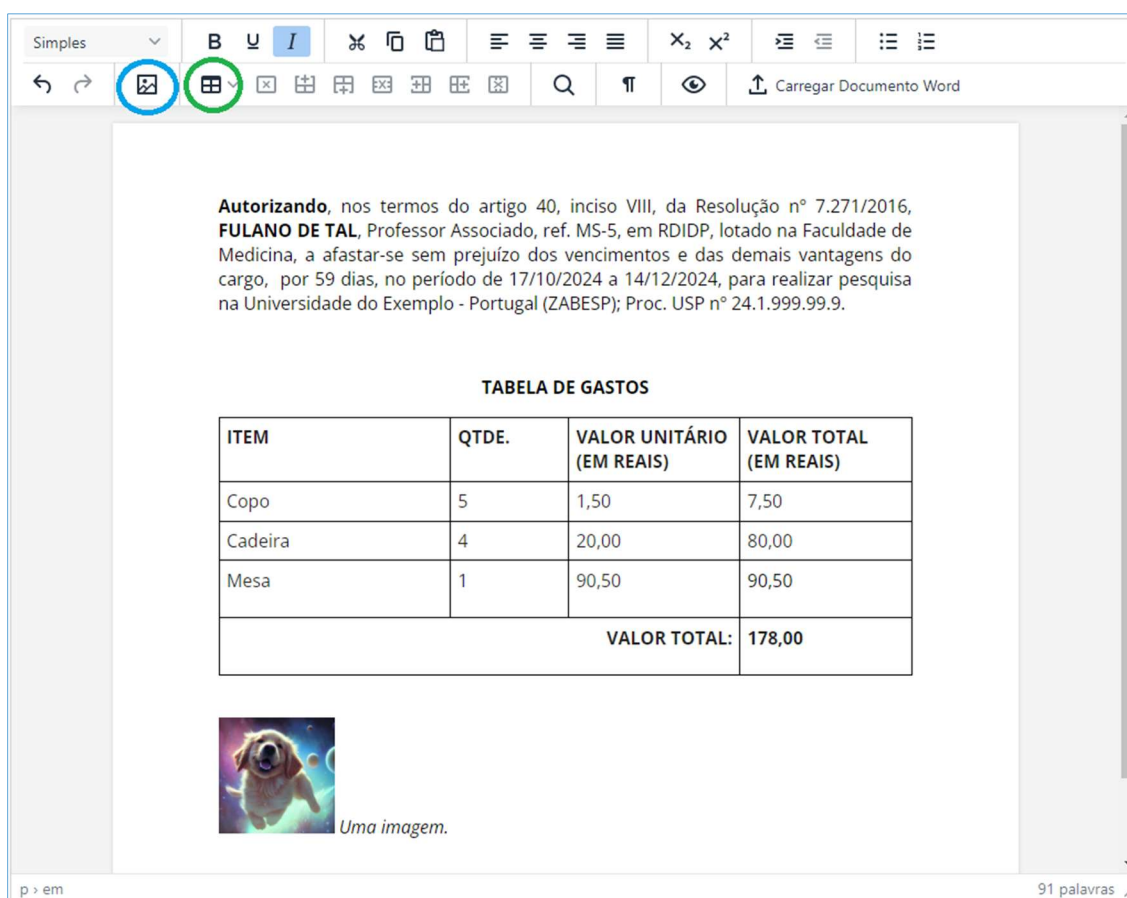 Simples
B U I
X₂ X²
¶
Carregar Documento Word
Autorizando, nos termos do artigo 40, inciso VIII, da Resolução nº 7.271/2016,
FULANO DE TAL, Professor Associado, ref. MS-5, em RDIDP, lotado na Faculdade de
Medicina, a afastar-se sem prejuízo dos vencimentos e das demais vantagens do
cargo, por 59 dias, no período de 17/10/2024 a 14/12/2024, para realizar pesquisa
na Universidade do Exemplo - Portugal (ZABESP); Proc. USP nº 24.1.999.99.9.
TABELA DE GASTOS
ITEM QTDE. VALOR UNITÁRIO VALOR TOTAL
(EM REAIS) (EM REAIS)
Copo 5 1,50 7,50
Cadeira 4 20,00 80,00
Mesa 1 90,50 90,50
VALOR TOTAL: 178,00
Uma imagem.
p › em 91 palavras